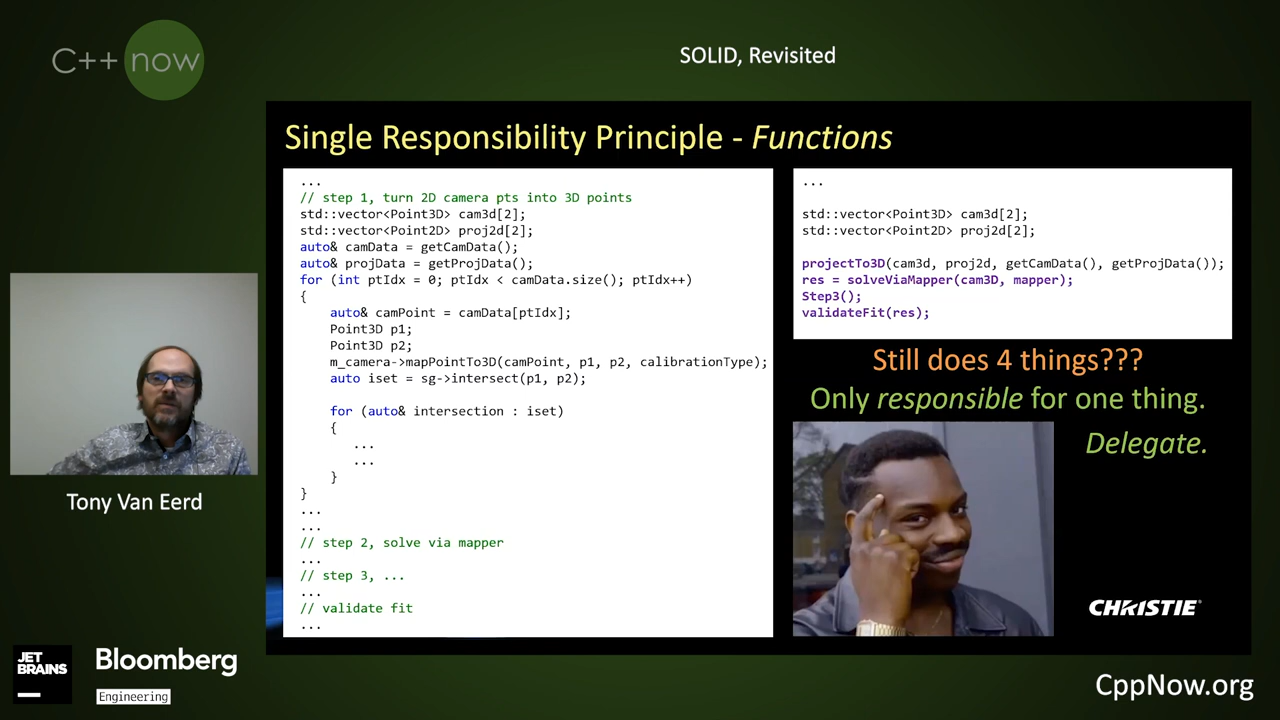 C++ now
SOLID, Revisited
Single Responsibility Principle - Functions
...
// step 1, turn 2D camera pts into 3D points
std::vector<Point3D> cam3d[2];
std::vector<Point2D> proj2d[2];
auto& camData = getCamData();
auto& projData = getProjData();
for (int ptIdx = 0; ptIdx < camData.size(); ptIdx++)
{
auto& camPoint = camData[ptIdx];
Point3D p1;
Point3D p2;
m_camera->mapPointTo3D(camPoint, p1, p2, calibrationType);
auto iset = sg->intersect(p1, p2);
for (auto& intersection : iset)
{
...
...
}
}
...
...
// step 2, solve via mapper
...
// step 3, ...
...
// validate fit
...
...
std::vector<Point3D> cam3d[2];
std::vector<Point2D> proj2d[2];
projectTo3D(cam3d, proj2d, getCamData(), getProjData());
res = solveViaMapper(cam3D, mapper);
Step3();
validateFit(res);
Still does 4 things???
Only responsible for one thing.
Delegate.
CHRISTIE
Tony Van Eerd
JET
BRAINS
Bloomberg
Engineering
CppNow.org